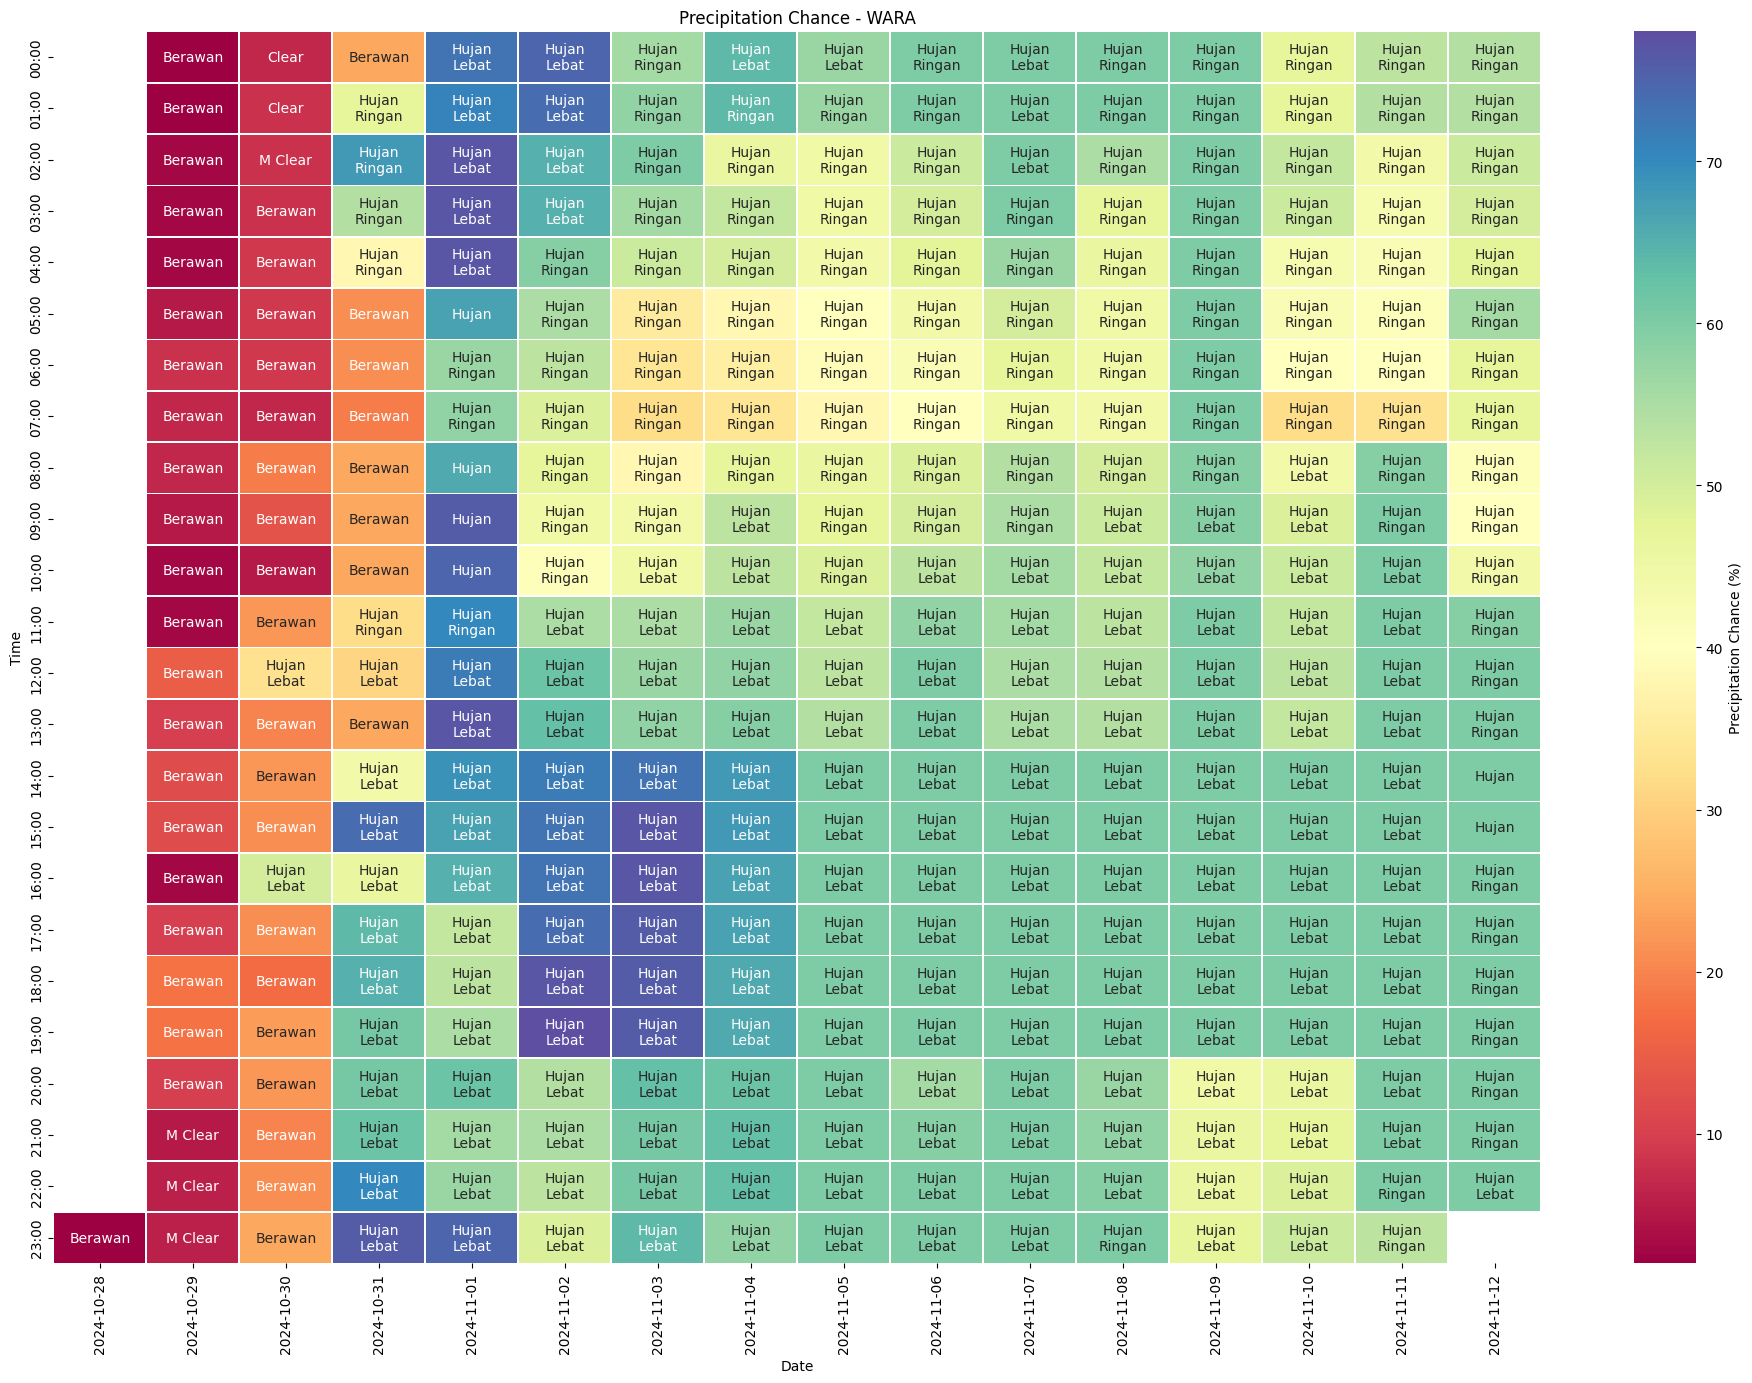 Precipitation Chance - WARA
00:00 Berawan Clear Berawan Hujan Lebat Hujan Lebat Hujan Ringan Hujan Lebat Hujan Lebat Hujan Ringan Hujan Lebat Hujan Ringan Hujan Ringan Hujan Ringan Hujan Ringan Hujan Ringan
01:00 Berawan Clear Hujan Ringan Hujan Lebat Hujan Lebat Hujan Ringan Hujan Ringan Hujan Ringan Hujan Ringan Hujan Lebat Hujan Ringan Hujan Ringan Hujan Ringan Hujan Ringan Hujan Ringan
02:00 Berawan M Clear Hujan Ringan Hujan Lebat Hujan Lebat Hujan Ringan Hujan Ringan Hujan Ringan Hujan Ringan Hujan Lebat Hujan Ringan Hujan Ringan Hujan Ringan Hujan Ringan Hujan Ringan
03:00 Berawan Berawan Hujan Ringan Hujan Lebat Hujan Lebat Hujan Ringan Hujan Ringan Hujan Ringan Hujan Ringan Hujan Ringan Hujan Ringan Hujan Ringan Hujan Ringan Hujan Ringan Hujan Ringan
04:00 Berawan Berawan Hujan Ringan Hujan Lebat Hujan Ringan Hujan Ringan Hujan Ringan Hujan Ringan Hujan Ringan Hujan Ringan Hujan Ringan Hujan Ringan Hujan Ringan Hujan Ringan Hujan Ringan
05:00 Berawan Berawan Berawan Hujan Hujan Ringan Hujan Ringan Hujan Ringan Hujan Ringan Hujan Ringan Hujan Ringan Hujan Ringan Hujan Ringan Hujan Ringan Hujan Ringan Hujan Ringan
06:00 Berawan Berawan Berawan Hujan Ringan Hujan Ringan Hujan Ringan Hujan Ringan Hujan Ringan Hujan Ringan Hujan Ringan Hujan Ringan Hujan Ringan Hujan Ringan Hujan Ringan Hujan Ringan
07:00 Berawan Berawan Berawan Hujan Ringan Hujan Ringan Hujan Ringan Hujan Ringan Hujan Ringan Hujan Ringan Hujan Ringan Hujan Ringan Hujan Ringan Hujan Ringan Hujan Ringan Hujan Ringan
08:00 Berawan Berawan Berawan Hujan Hujan Ringan Hujan Ringan Hujan Ringan Hujan Ringan Hujan Ringan Hujan Ringan Hujan Ringan Hujan Ringan Hujan Lebat Hujan Ringan Hujan Ringan
09:00 Berawan Berawan Berawan Hujan Hujan Ringan Hujan Ringan Hujan Lebat Hujan Ringan Hujan Ringan Hujan Ringan Hujan Lebat Hujan Lebat Hujan Lebat Hujan Ringan Hujan Ringan
10:00 Berawan Berawan Berawan Hujan Hujan Ringan Hujan Lebat Hujan Lebat Hujan Ringan Hujan Lebat Hujan Lebat Hujan Lebat Hujan Lebat Hujan Lebat Hujan Lebat Hujan Ringan
11:00 Berawan Berawan Hujan Ringan Hujan Ringan Hujan Lebat Hujan Lebat Hujan Lebat Hujan Lebat Hujan Lebat Hujan Lebat Hujan Lebat Hujan Lebat Hujan Lebat Hujan Lebat Hujan Ringan
12:00 Berawan Hujan Lebat Hujan Lebat Hujan Lebat Hujan Lebat Hujan Lebat Hujan Lebat Hujan Lebat Hujan Lebat Hujan Lebat Hujan Lebat Hujan Lebat Hujan Lebat Hujan Lebat Hujan Ringan
13:00 Berawan Berawan Berawan Hujan Lebat Hujan Lebat Hujan Lebat Hujan Lebat Hujan Lebat Hujan Lebat Hujan Lebat Hujan Lebat Hujan Lebat Hujan Lebat Hujan Lebat Hujan Ringan
14:00 Berawan Berawan Hujan Lebat Hujan Lebat Hujan Lebat Hujan Lebat Hujan Lebat Hujan Lebat Hujan Lebat Hujan Lebat Hujan Lebat Hujan Lebat Hujan Lebat Hujan Lebat Hujan
15:00 Berawan Berawan Hujan Lebat Hujan Lebat Hujan Lebat Hujan Lebat Hujan Lebat Hujan Lebat Hujan Lebat Hujan Lebat Hujan Lebat Hujan Lebat Hujan Lebat Hujan Lebat Hujan
16:00 Berawan Hujan Lebat Hujan Lebat Hujan Lebat Hujan Lebat Hujan Lebat Hujan Lebat Hujan Lebat Hujan Lebat Hujan Lebat Hujan Lebat Hujan Lebat Hujan Lebat Hujan Lebat Hujan Ringan
17:00 Berawan Berawan Hujan Lebat Hujan Lebat Hujan Lebat Hujan Lebat Hujan Lebat Hujan Lebat Hujan Lebat Hujan Lebat Hujan Lebat Hujan Lebat Hujan Lebat Hujan Lebat Hujan Ringan
18:00 Berawan Berawan Hujan Lebat Hujan Lebat Hujan Lebat Hujan Lebat Hujan Lebat Hujan Lebat Hujan Lebat Hujan Lebat Hujan Lebat Hujan Lebat Hujan Lebat Hujan Lebat Hujan Ringan
19:00 Berawan Berawan Hujan Lebat Hujan Lebat Hujan Lebat Hujan Lebat Hujan Lebat Hujan Lebat Hujan Lebat Hujan Lebat Hujan Lebat Hujan Lebat Hujan Lebat Hujan Lebat Hujan Ringan
20:00 Berawan Berawan Hujan Lebat Hujan Lebat Hujan Lebat Hujan Lebat Hujan Lebat Hujan Lebat Hujan Lebat Hujan Lebat Hujan Lebat Hujan Lebat Hujan Lebat Hujan Lebat Hujan Ringan
21:00 M Clear Berawan Hujan Lebat Hujan Lebat Hujan Lebat Hujan Lebat Hujan Lebat Hujan Lebat Hujan Lebat Hujan Lebat Hujan Lebat Hujan Lebat Hujan Lebat Hujan Lebat Hujan Ringan
22:00 M Clear Berawan Hujan Lebat Hujan Lebat Hujan Lebat Hujan Lebat Hujan Lebat Hujan Lebat Hujan Lebat Hujan Lebat Hujan Lebat Hujan Lebat Hujan Lebat Hujan Ringan Hujan Lebat
23:00 Berawan M Clear Berawan Hujan Lebat Hujan Lebat Hujan Lebat Hujan Lebat Hujan Lebat Hujan Lebat Hujan Lebat Hujan Lebat Hujan Ringan Hujan Lebat Hujan Lebat Hujan Ringan
Time
2024-10-28 2024-10-29 2024-10-30 2024-10-31 2024-11-01 2024-11-02 2024-11-03 2024-11-04 2024-11-05 2024-11-06 2024-11-07 2024-11-08 2024-11-09 2024-11-10 2024-11-11 2024-11-12
Date
70
60
50
40
30
20
10
Precipitation Chance (%)